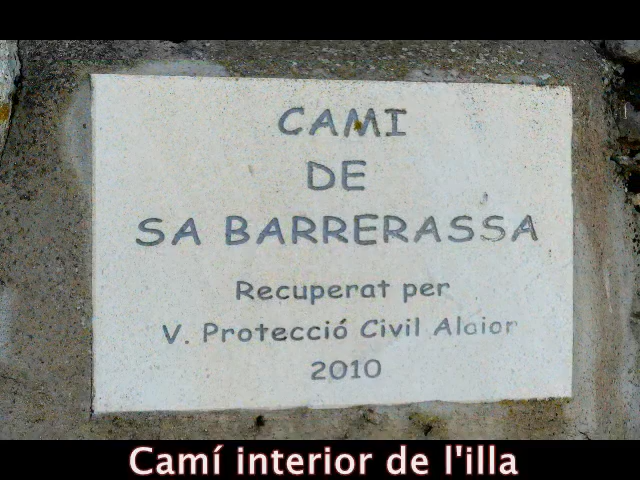 CAMI
DE
SA BARRERASSA
Recuperat per
V. Protecció Civil Alaior
2010
Camí interior de l'illa